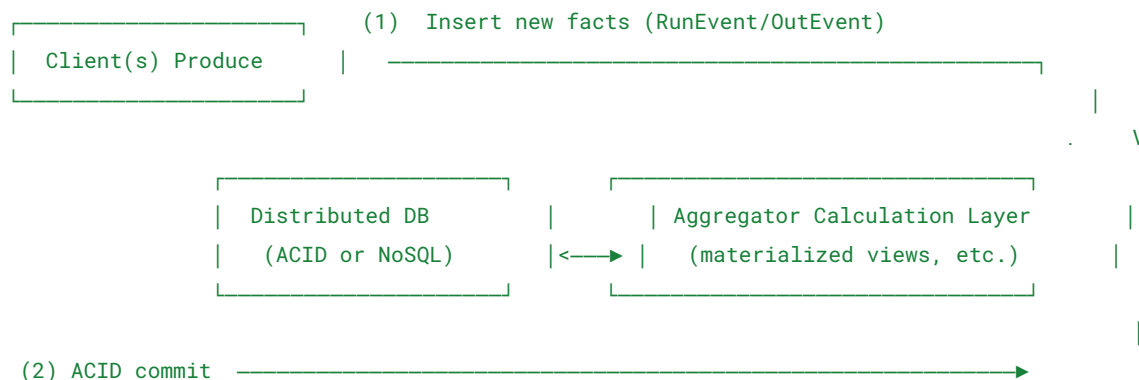 (1) Insert new facts (RunEvent/OutEvent)
Client(s) Produce
Distributed DB
(ACID or NoSQL)
Aggregator Calculation Layer
(materialized views, etc.)
(2) ACID commit